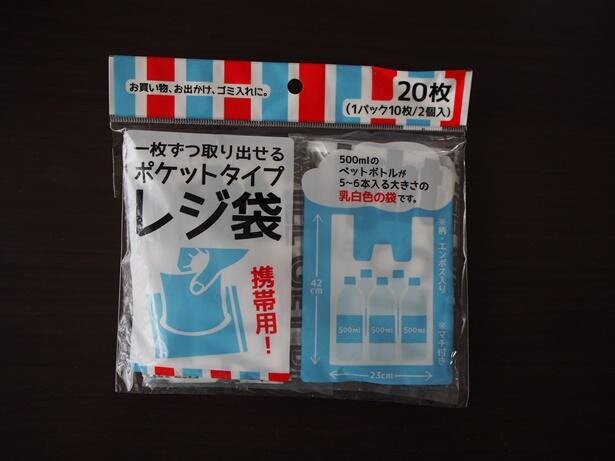 お買い物、お出かけ、ゴミ入れに。
20枚
(1パック10枚/2個入)
一枚ずつ取り出せる
ポケットタイプ
レジ袋
携帯用!
500mlの
ペットボトルが
5~6本入る大きさの
乳白色の袋です。
42cm
500ml
500ml
500ml
23cm
※柄・エンボス入り
※マチ付き